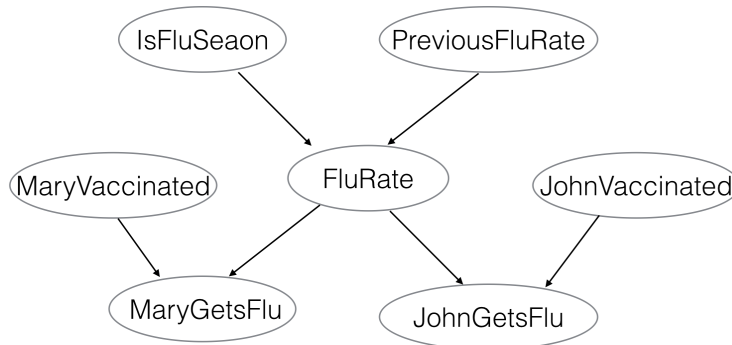 IsFluSeaon
PreviousFluRate
FluRate
MaryVaccinated
JohnVaccinated
MaryGetsFlu
JohnGetsFlu